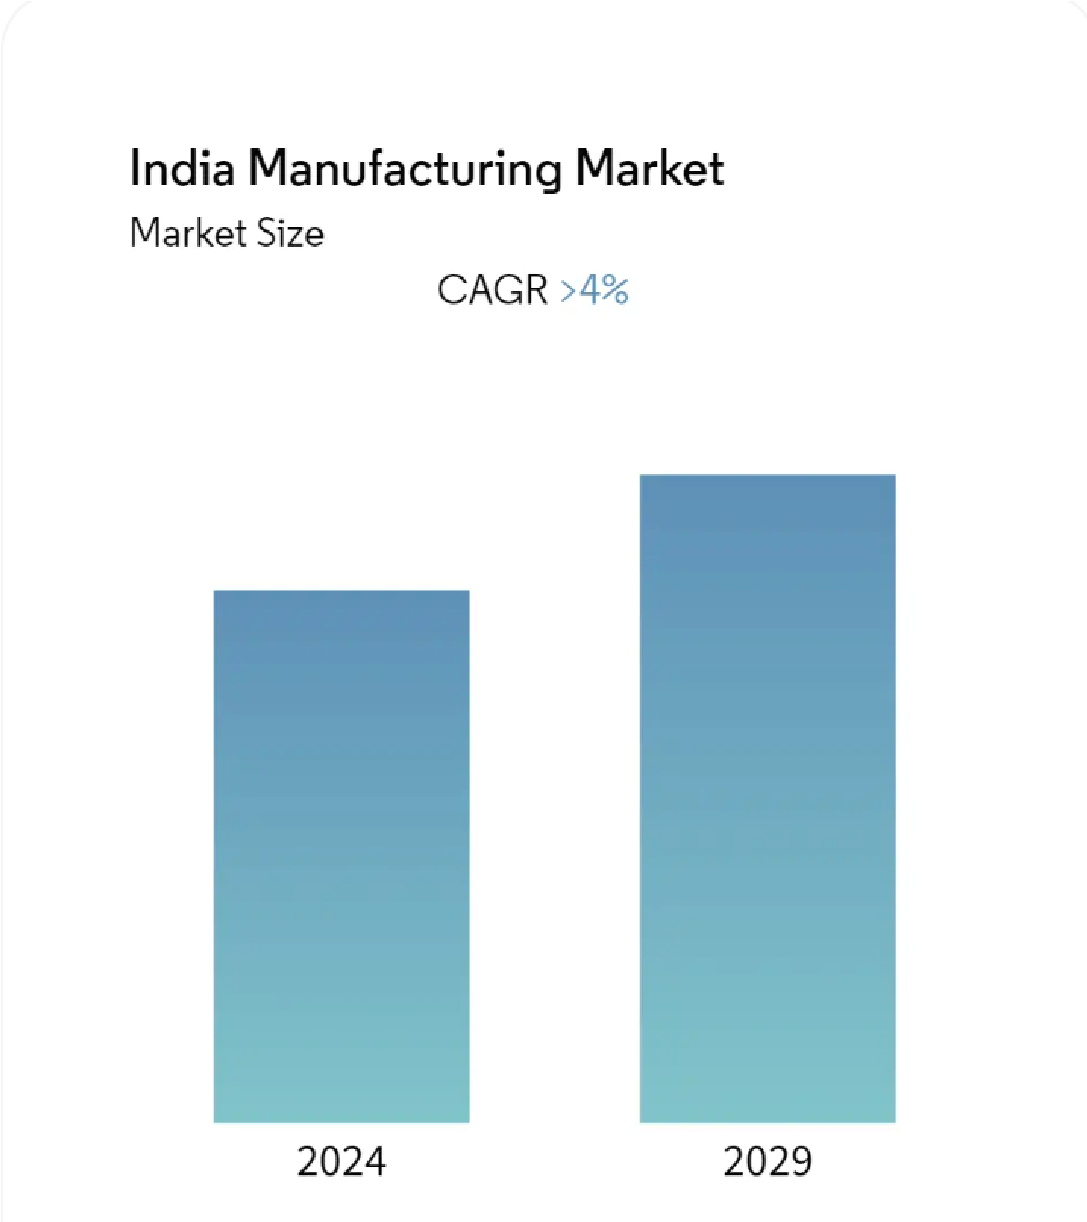 India Manufacturing Market
Market Size
CAGR >4%
2024
2029